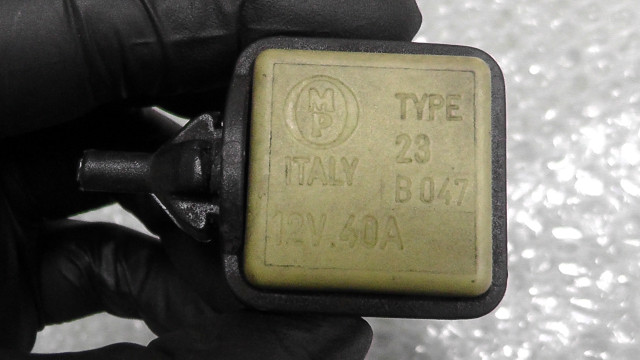 MP
TYPE
23
ITALY
B 047
12V.40A